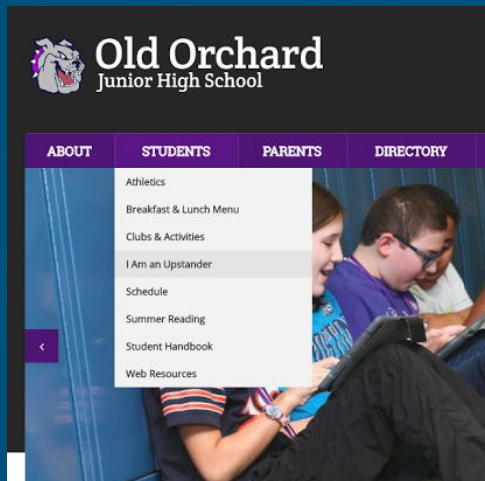 Old Orchard
Junior High School
ABOUT STUDENTS PARENTS DIRECTORY
Athletics
Breakfast & Lunch Menu
Clubs & Activities
I Am an Upstander
Schedule
Summer Reading
Student Handbook
Web Resources